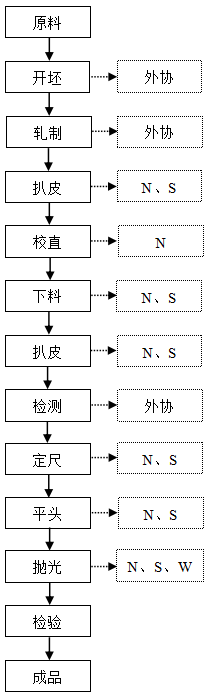 原料
开坯 外协
轧制 外协
扒皮 N、S
校直 N
下料 N、S
扒皮 N、S
检测 外协
定尺 N、S
平头 N、S
抛光 N、S、W
检验
成品